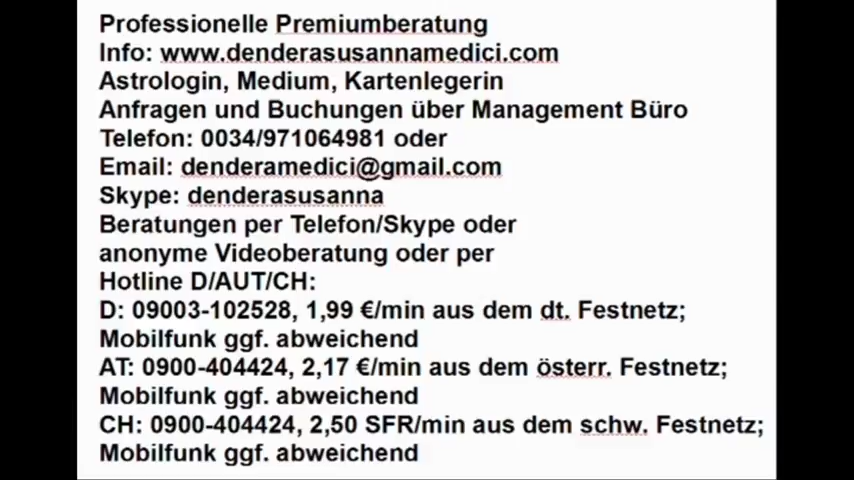 Professionelle Premiumberatung
Info: www.denderasusannamedici.com
Astrologin, Medium, Kartenlegerin
Anfragen und Buchungen über Management Büro
Telefon: 0034/971064981 oder
Email: denderamedici@gmail.com
Skype: denderasusanna
Beratungen per Telefon/Skype oder
anonyme Videoberatung oder per
Hotline D/AUT/CH:
D: 09003-102528, 1,99 €/min aus dem dt. Festnetz;
Mobilfunk ggf. abweichend
AT: 0900-404424, 2,17 €/min aus dem österr. Festnetz;
Mobilfunk ggf. abweichend
CH: 0900-404424, 2,50 SFR/min aus dem schw. Festnetz;
Mobilfunk ggf. abweichend